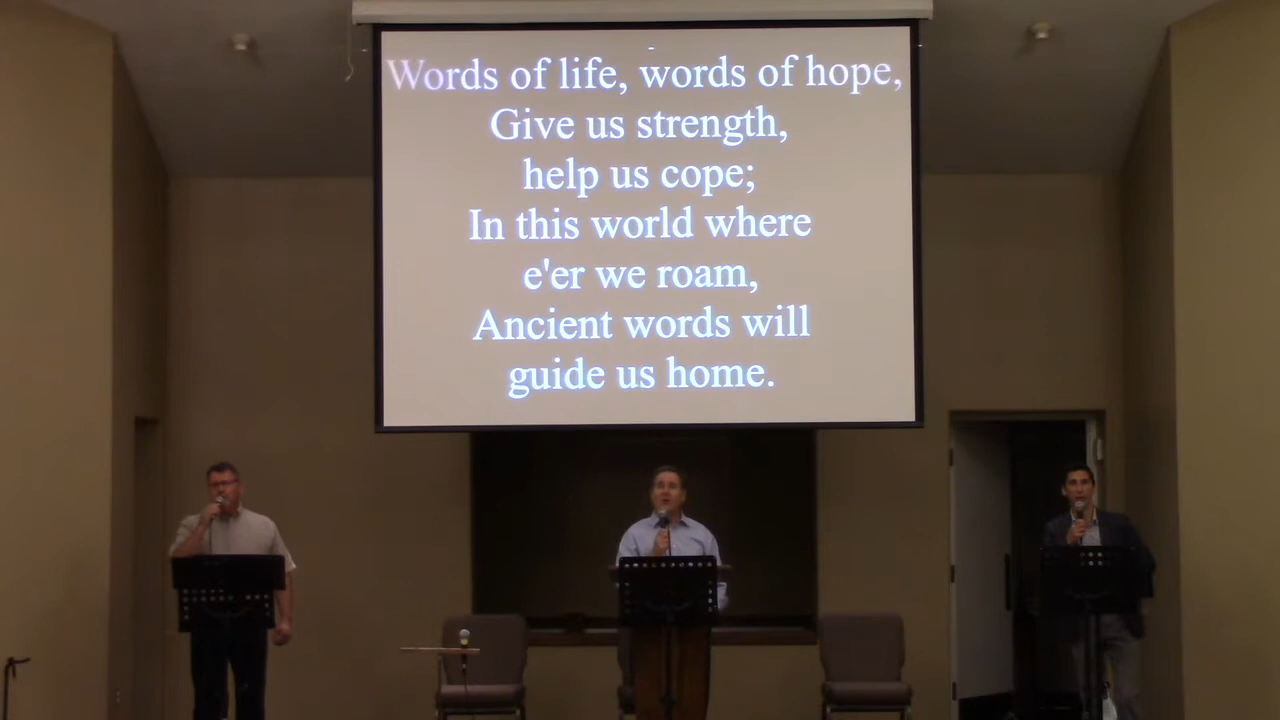 Words of life, words of hope,
Give us strength,
help us cope;
In this world where
e'er we roam,
Ancient words will
guide us home.